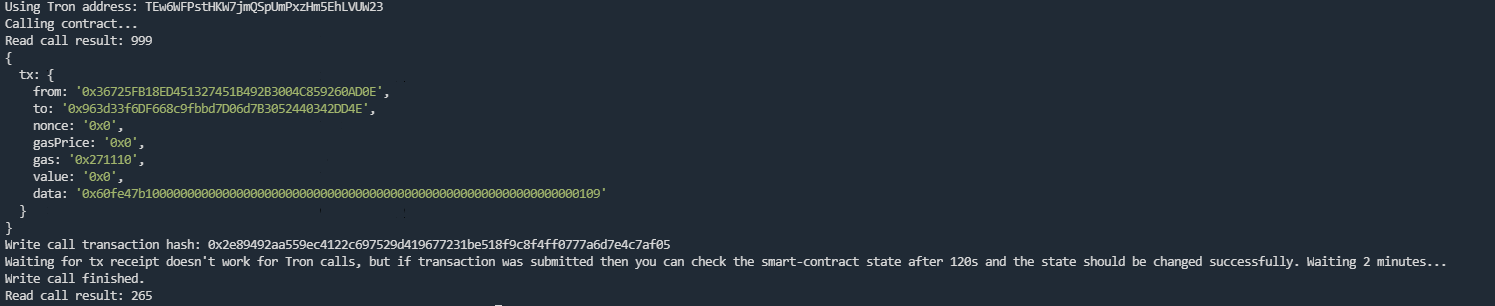 Using Tron address: TEw6WFPstHKW7jmQSpUmPxzHm5EhLVUW23
Calling contract...
Read call result: 999
{
  tx: {
    from: '0x36725FB18ED451327451B492B3004C859260AD0E',
    to: '0x963d33f6DF668c9fbbd7D06d7B3052440342DD4E',
    nonce: '0x0',
    gasPrice: '0x0',
    gas: '0x271110',
    value: '0x0',
    data: '0x60fe47b10000000000000000000000000000000000000000000000000000000000000109'
  }
}
Write call transaction hash: 0x2e89492aa559ec4122c697529d419677231be518f9c8f4ff0777a6d7e4c7af05
Waiting for tx receipt doesn't work for Tron calls, but if transaction was submitted then you can check the smart-contract state after 120s and the state should be changed successfully. Waiting 2 minutes...
Write call finished.
Read call result: 265